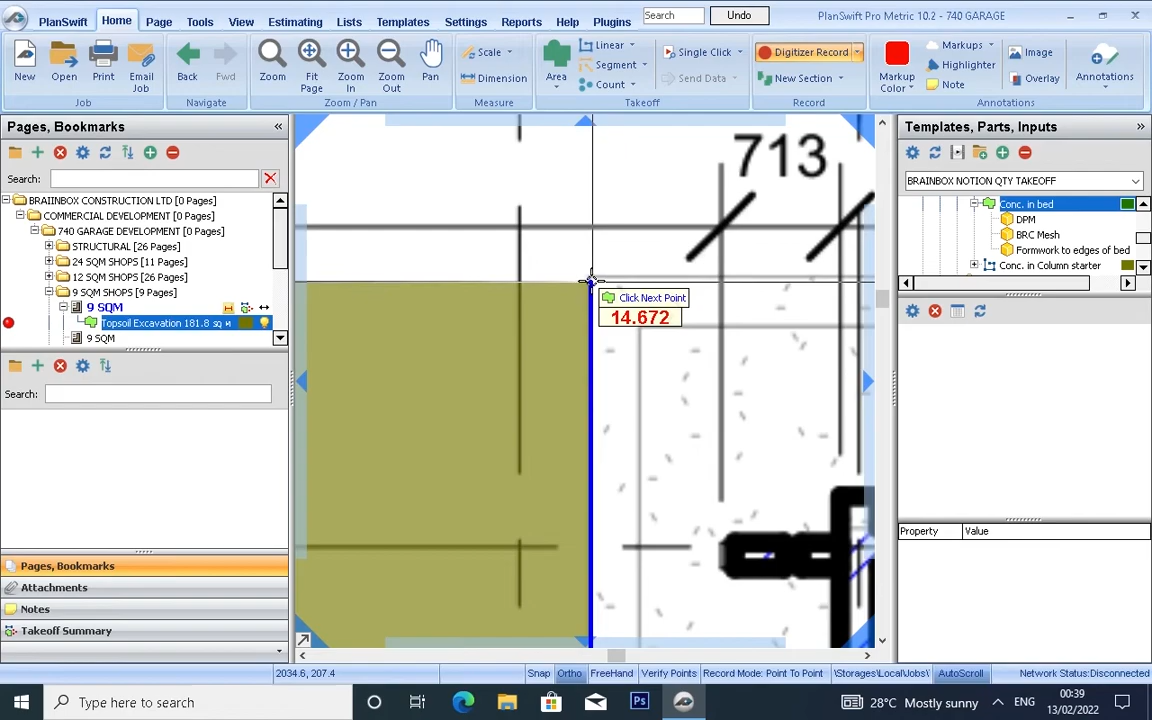 PlanSwift Home Page Tools View Estimating Lists Templates Settings Reports Help Plugins Search Undo PlanSwift Pro Metric 10.2 - 740 GARAGE
New Open Print Email Job Back Fwd Zoom Fit Page Zoom In Zoom Out Pan Scale Dimension Area Linear Segment Count Single Click Send Data Digitizer Record New Section Markup Color Markups Highlighter Note Image Overlay Annotations
Job Navigate Zoom / Pan Measure Takeoff Record Annotations
Pages, Bookmarks
Search:
BRAIINBOX CONSTRUCTION LTD [0 Pages]
COMMERCIAL DEVELOPMENT [0 Pages]
740 GARAGE DEVELOPMENT [0 Pages]
STRUCTURAL [26 Pages]
24 SQM SHOPS [11 Pages]
12 SQM SHOPS [26 Pages]
9 SQM SHOPS [9 Pages]
9 SQM
Topsoil Excavation 181.8 sq м
9 SQM
Search:
Pages, Bookmarks
Attachments
Notes
Takeoff Summary
713
Click Next Point
14.672
Templates, Parts, Inputs
BRAINBOX NOTION QTY TAKEOFF
Conc. in bed
DPM
BRC Mesh
Formwork to edges of bed
Conc. in Column starter
Property Value
2034.6, 207.4 Snap Ortho FreeHand Verify Points Record Mode: Point To Point \Storages\Local\Jobs\ AutoScroll Network Status:Disconnected
Type here to search
Ps
28°C Mostly sunny
ENG
00:39
13/02/2022